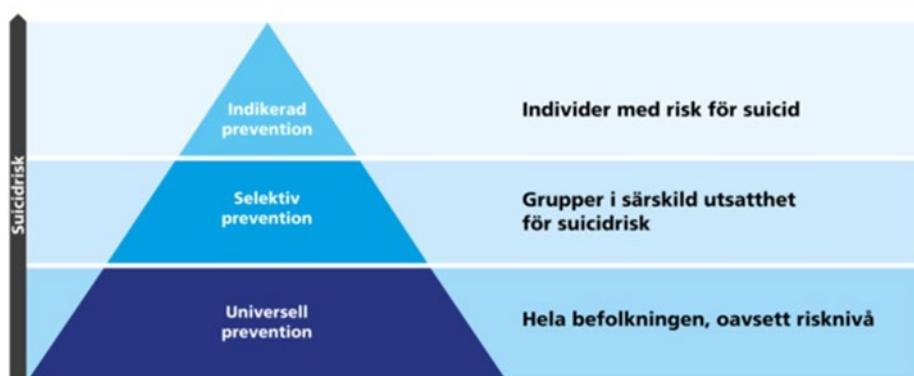 Suicidrisk
Indikerad
prevention
Individer med risk för suicid
Selektiv
prevention
Grupper i särskild utsatthet
för suicidrisk
Universell
prevention
Hela befolkningen, oavsett risknivå